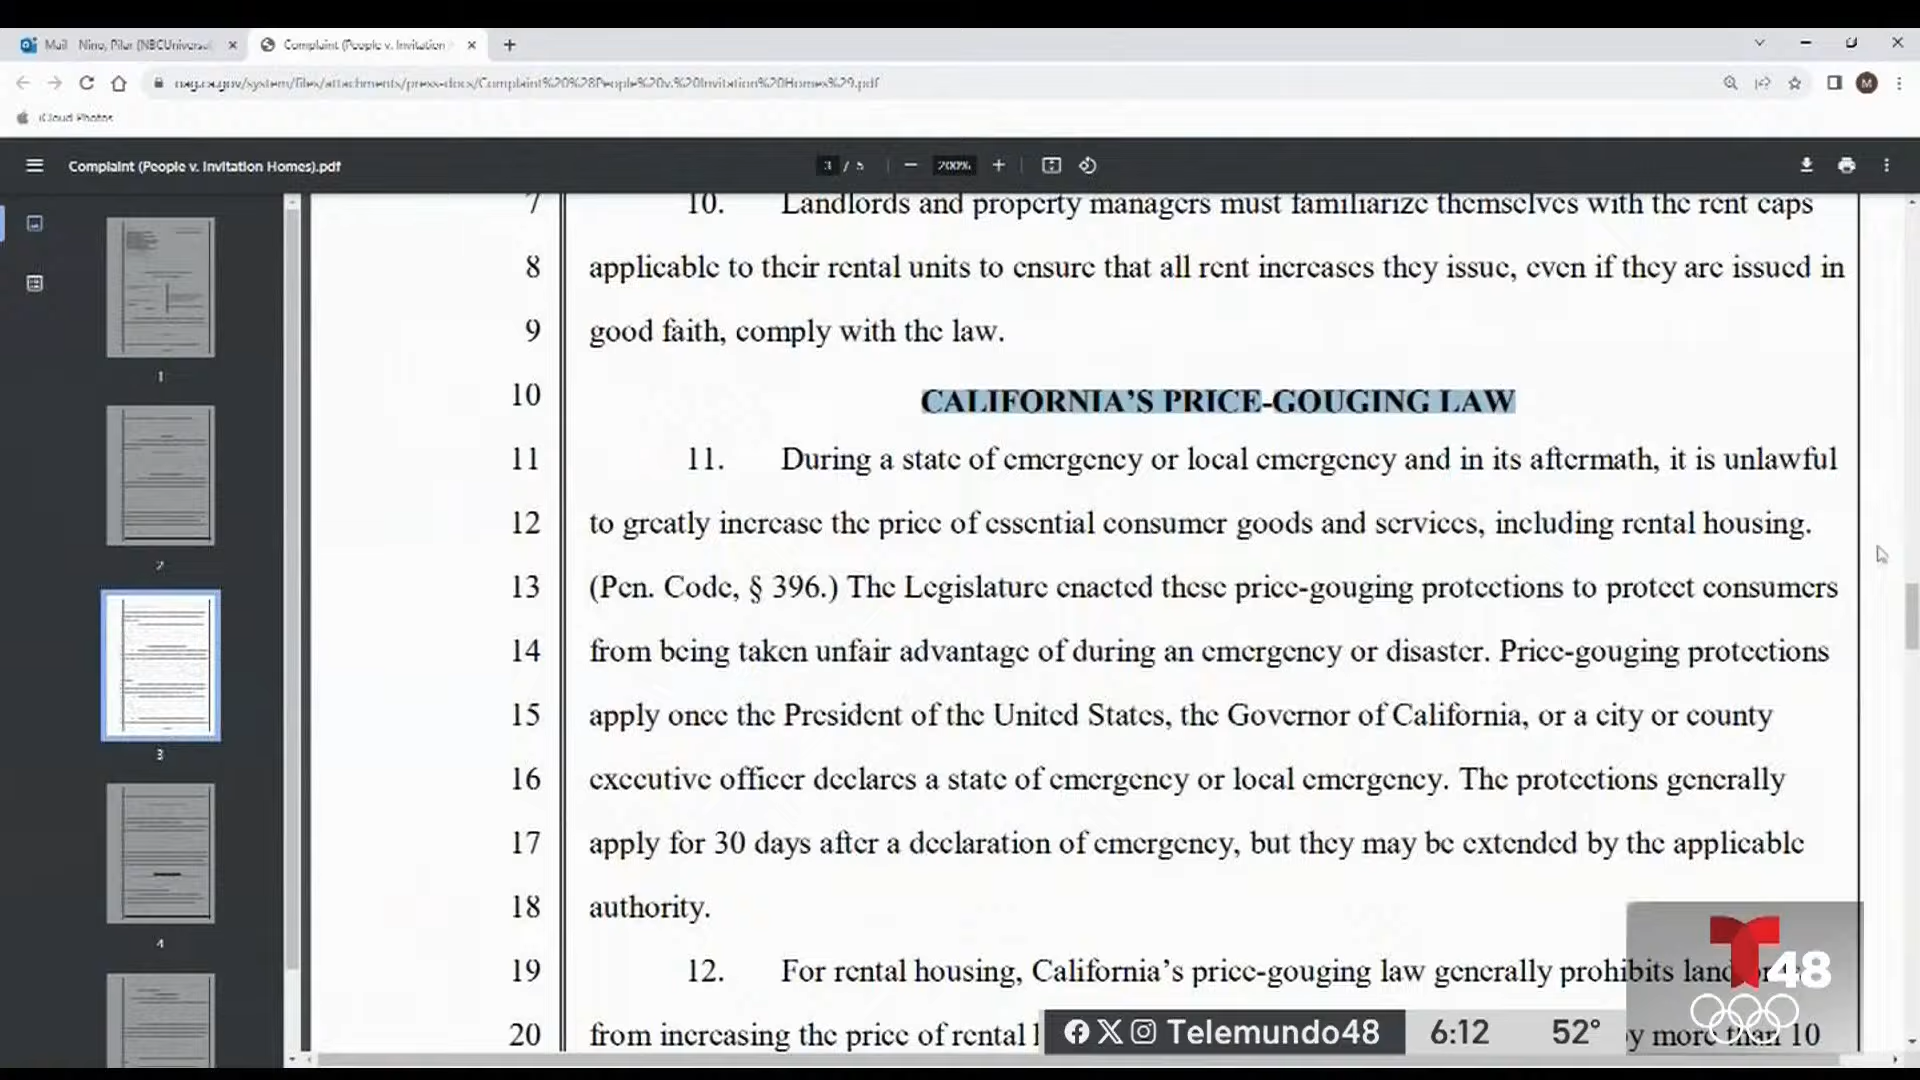 Mail Nino, Pilar (NBCUniversal
Complaint (People v. Invitation
oag.ca.gov/system/files/attachments/press-docs/Complaint%20%28People%20v.%20Invitation%20Homes%29.pdf
M
iCloud Photos
Complaint (People v. Invitation Homes).pdf
3 / 5
200%
1
2
3
4
7 10. Landlords and property managers must familiarize themselves with the rent caps
8 applicable to their rental units to ensure that all rent increases they issue, even if they are issued in
9 good faith, comply with the law.
10 CALIFORNIA’S PRICE-GOUGING LAW
11 11. During a state of emergency or local emergency and in its aftermath, it is unlawful
12 to greatly increase the price of essential consumer goods and services, including rental housing.
13 (Pen. Code, § 396.) The Legislature enacted these price-gouging protections to protect consumers
14 from being taken unfair advantage of during an emergency or disaster. Price-gouging protections
15 apply once the President of the United States, the Governor of California, or a city or county
16 executive officer declares a state of emergency or local emergency. The protections generally
17 apply for 30 days after a declaration of emergency, but they may be extended by the applicable
18 authority.
19 12. For rental housing, California’s price-gouging law generally prohibits
20 from increasing the price of rental more than 10
T48
Telemundo48 6:12 52°